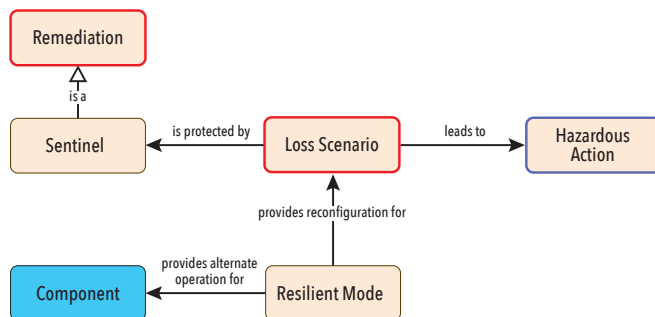 Remediation
is a
Sentinel
is protected by
Loss Scenario
leads to
Hazardous
Action
provides reconfiguration for
Component
provides alternate
operation for
Resilient Mode